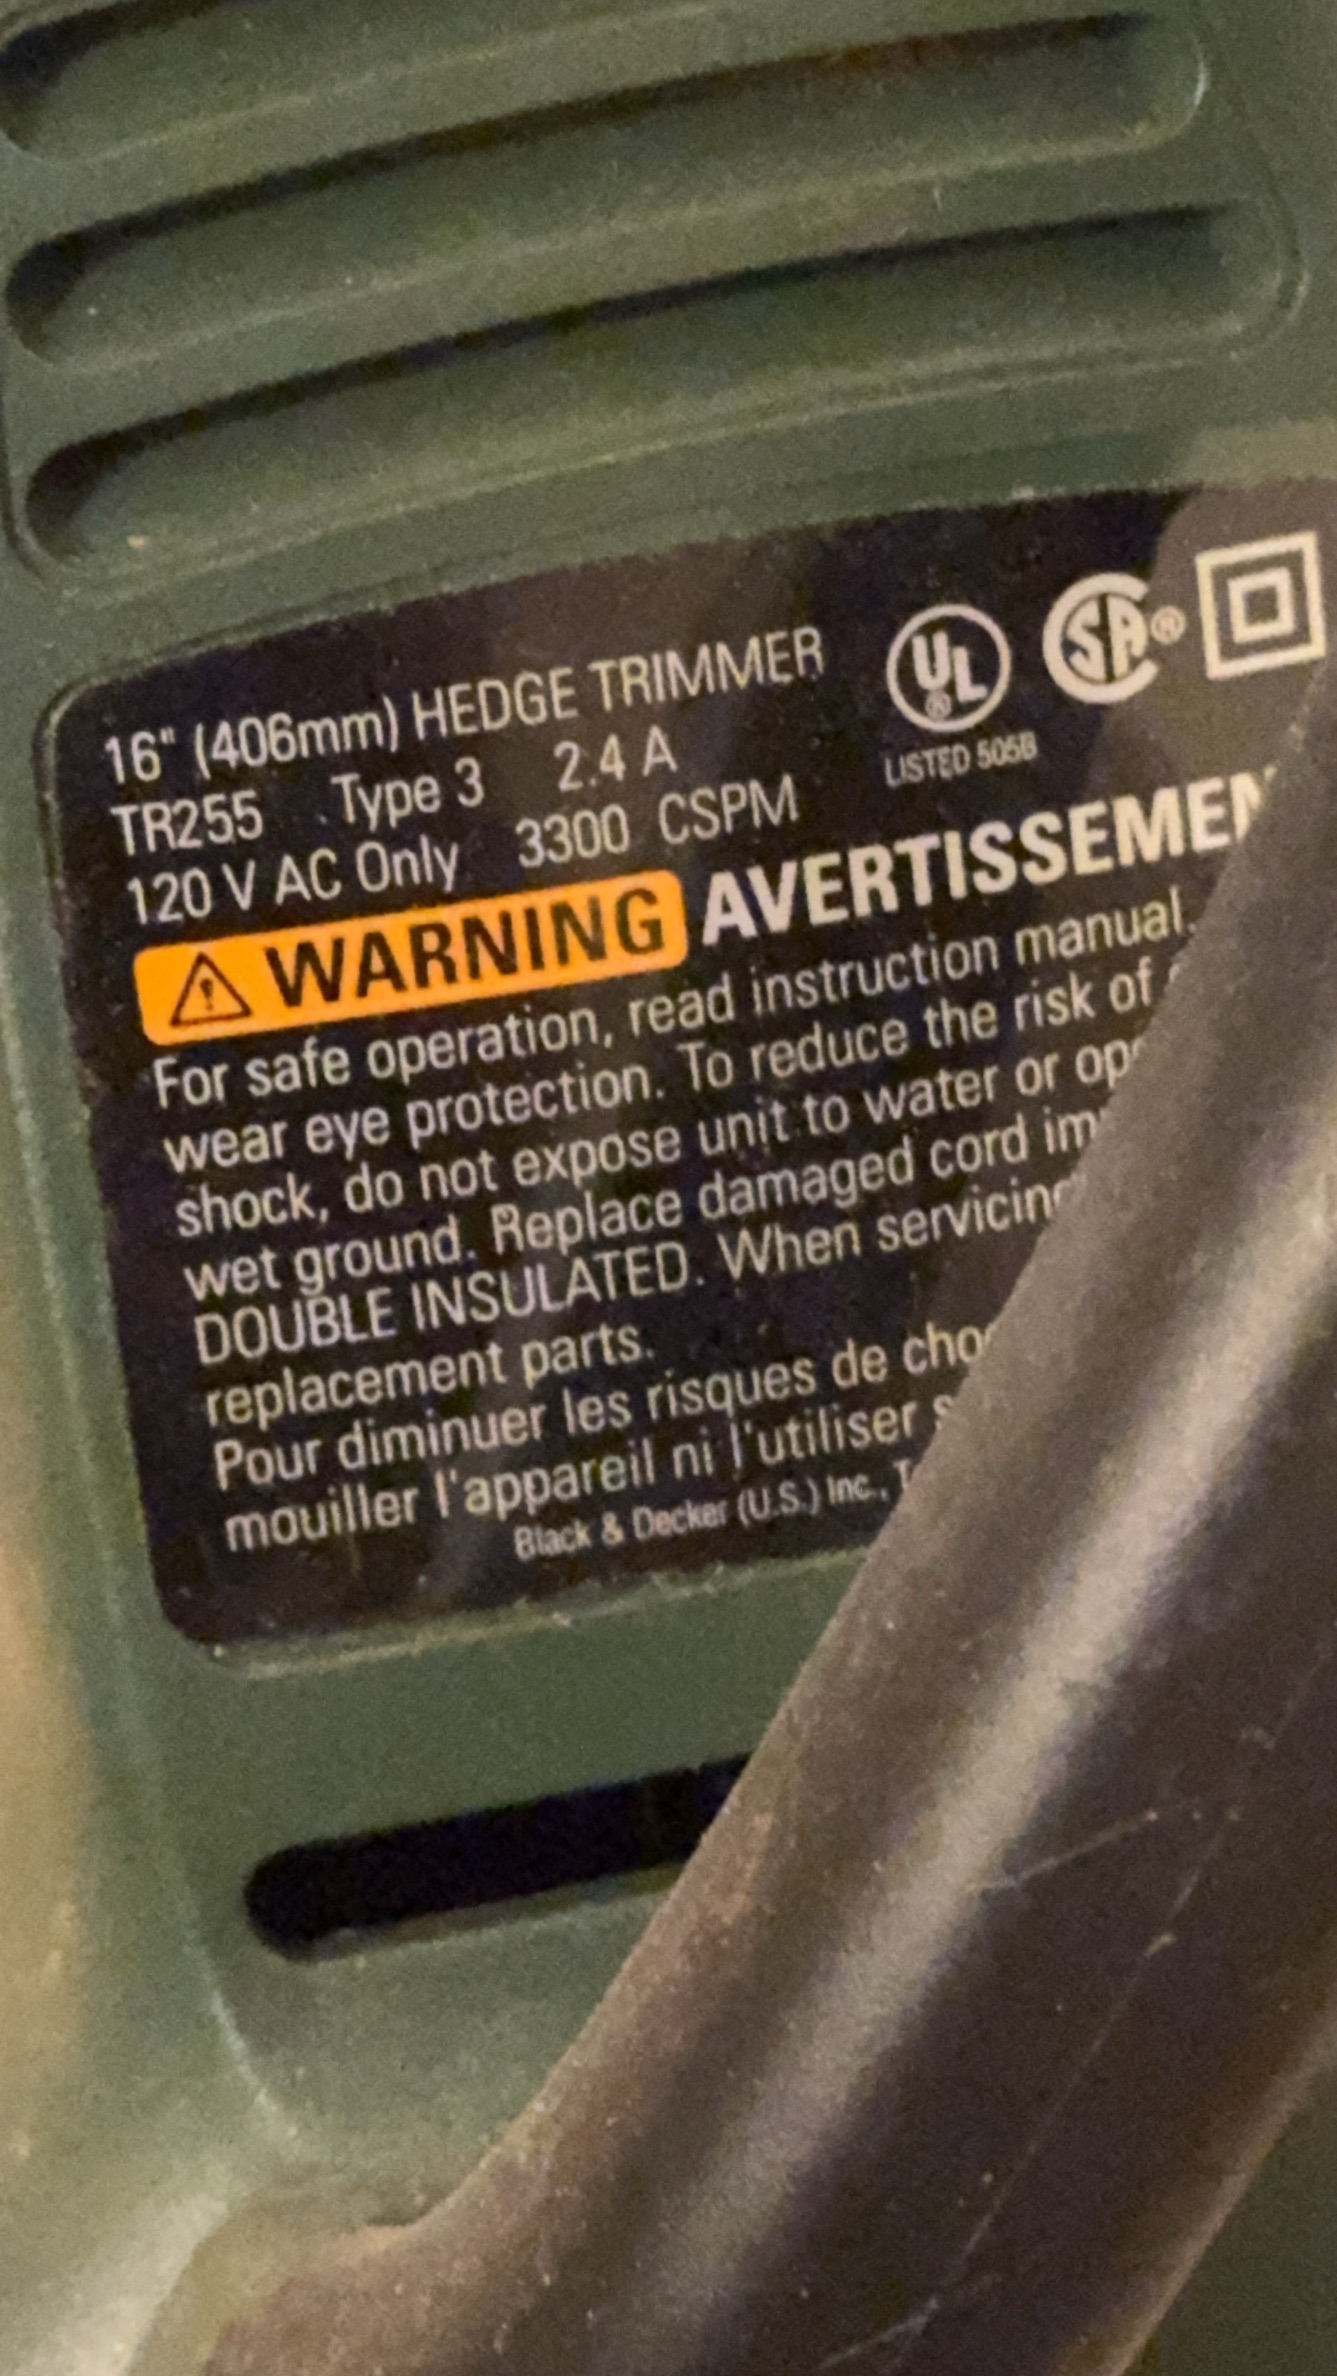 16" (406mm) HEDGE TRIMMER
TR255 Type 3 2.4 A
120 V AC Only 3300 CSPM
UL ®
LISTED 505B
SA ®
WARNING AVERTISSEMEN
For safe operation, read instruction manual.
wear eye protection. To reduce the risk of
shock, do not expose unit to water or
wet ground. Replace damaged cord
DOUBLE INSULATED. When servicing
replacement parts.
Pour diminuer les risques de
mouiller l'appareil ni l'utiliser
Black & Decker (U.S.) Inc.,